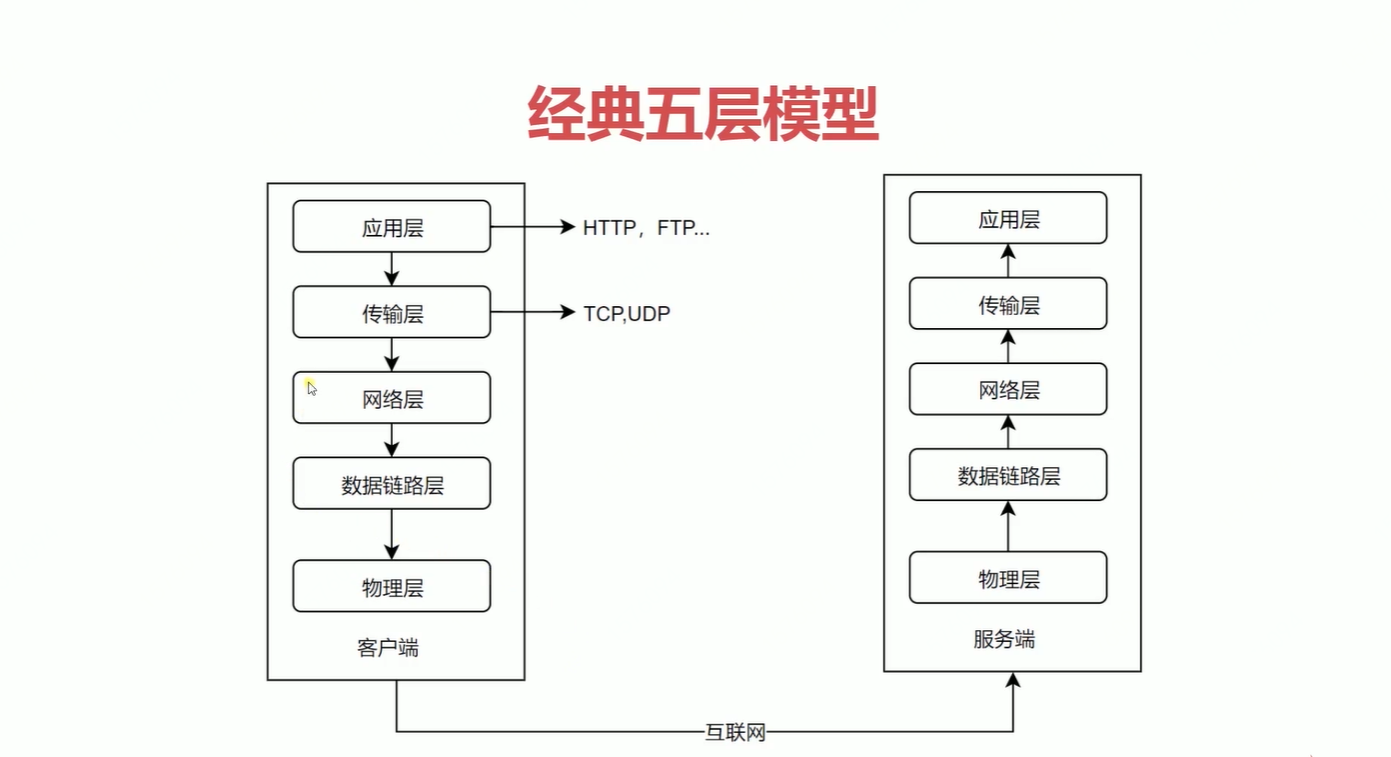 经典五层模型
应用层
HTTP，FTP...
传输层
TCP,UDP
网络层
数据链路层
物理层
客户端
应用层
传输层
网络层
数据链路层
物理层
服务端
互联网